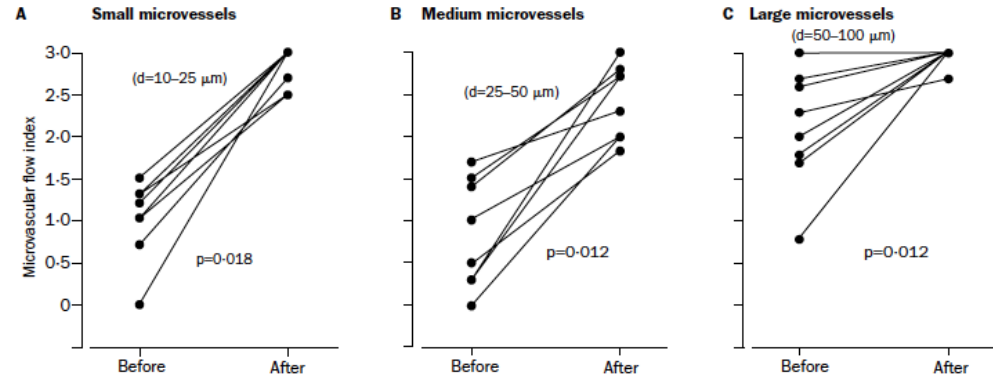 A Small microvessels
B Medium microvessels
C Large microvessels
Microvascular flow index
3·0
2·5
2·0
1·5
1·0
0·5
0
(d=10–25 μm)
p=0·018
Before After
(d=25–50 μm)
p=0·012
Before After
(d=50–100 μm)
p=0·012
Before After